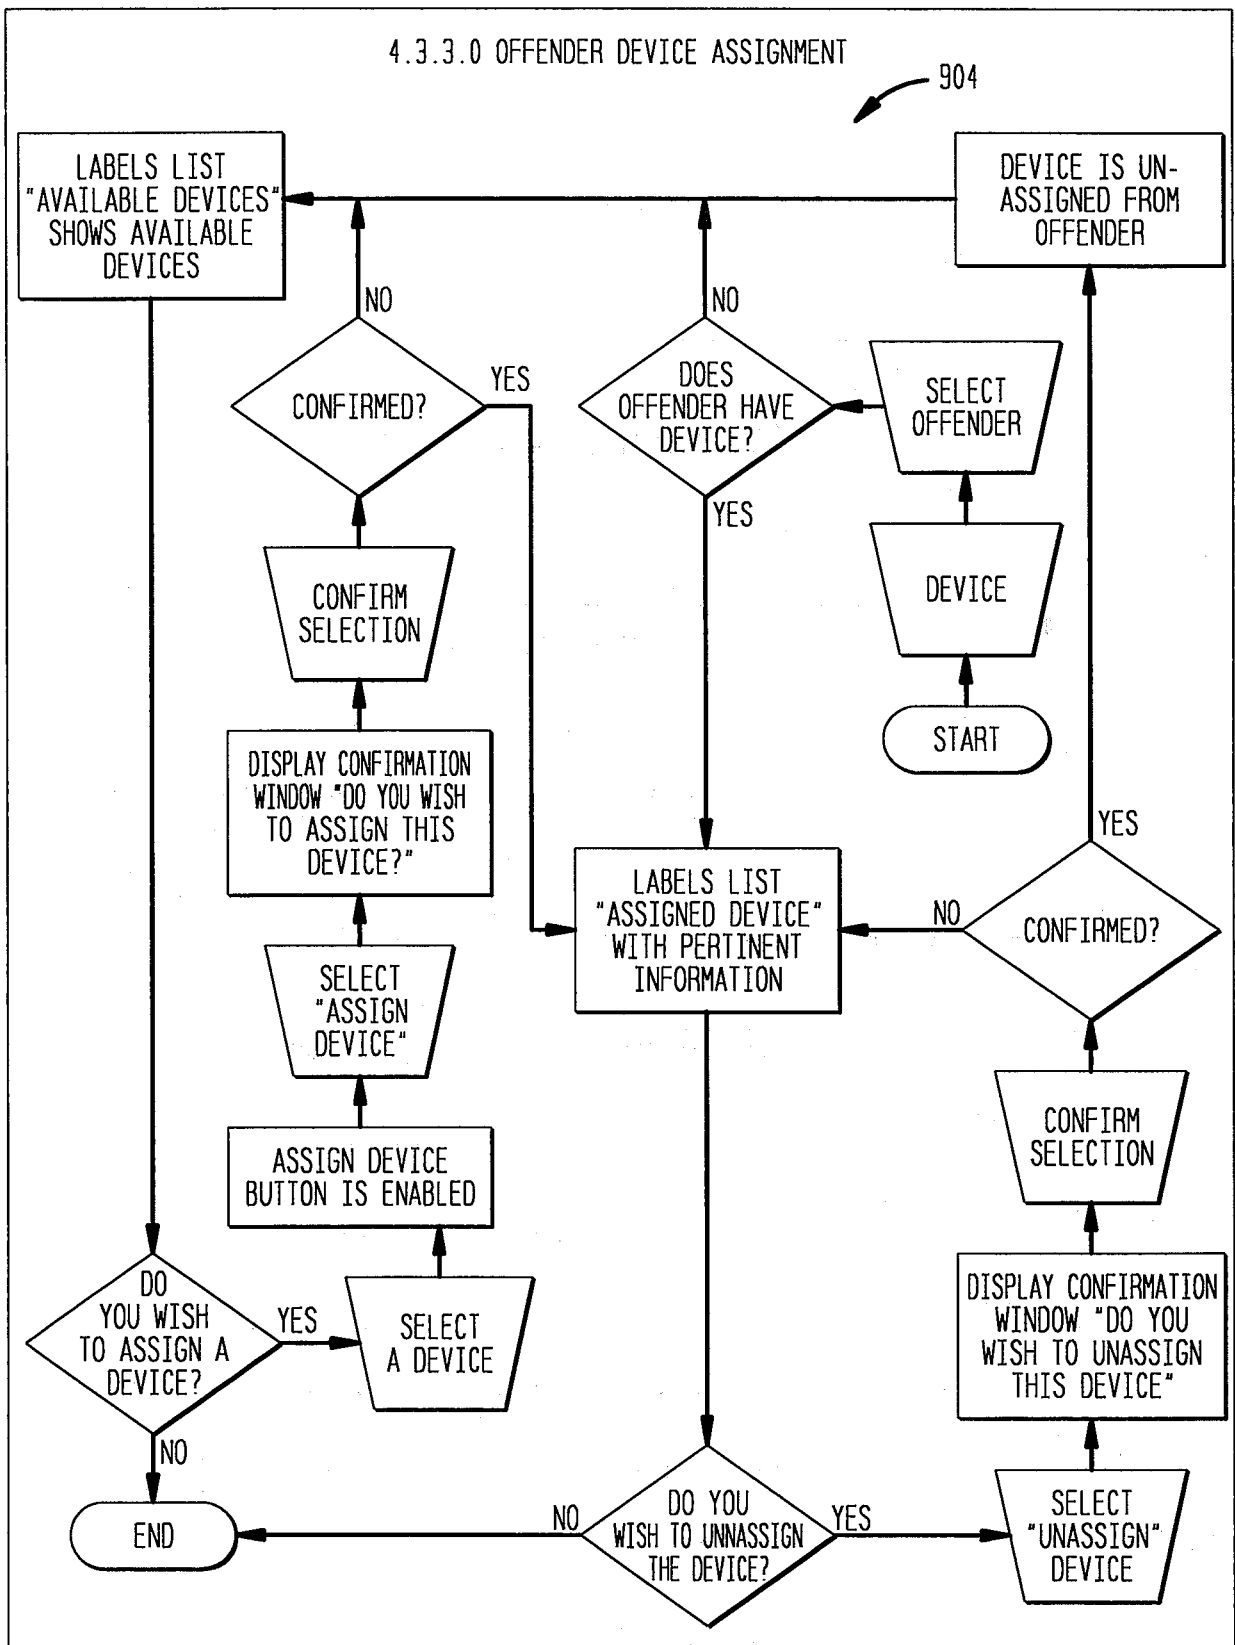 4.3.3.0 OFFENDER DEVICE ASSIGNMENT
904
LABELS LIST
"AVAILABLE DEVICES"
SHOWS AVAILABLE
DEVICES
DEVICE IS UN-
ASSIGNED FROM
OFFENDER
NO
NO
CONFIRMED?
YES
DOES
OFFENDER HAVE
DEVICE?
YES
SELECT
OFFENDER
DEVICE
START
CONFIRM
SELECTION
DISPLAY CONFIRMATION
WINDOW "DO YOU WISH
TO ASSIGN THIS
DEVICE?"
LABELS LIST
"ASSIGNED DEVICE"
WITH PERTINENT
INFORMATION
YES
NO
CONFIRMED?
SELECT
"ASSIGN
DEVICE"
ASSIGN DEVICE
BUTTON IS ENABLED
CONFIRM
SELECTION
DO
YOU WISH
TO ASSIGN A
DEVICE?
YES
SELECT
A DEVICE
DISPLAY CONFIRMATION
WINDOW "DO YOU
WISH TO UNASSIGN
THIS DEVICE"
NO
END
NO
DO YOU
WISH TO UNNASSIGN
THE DEVICE?
YES
SELECT
"UNASSIGN"
DEVICE